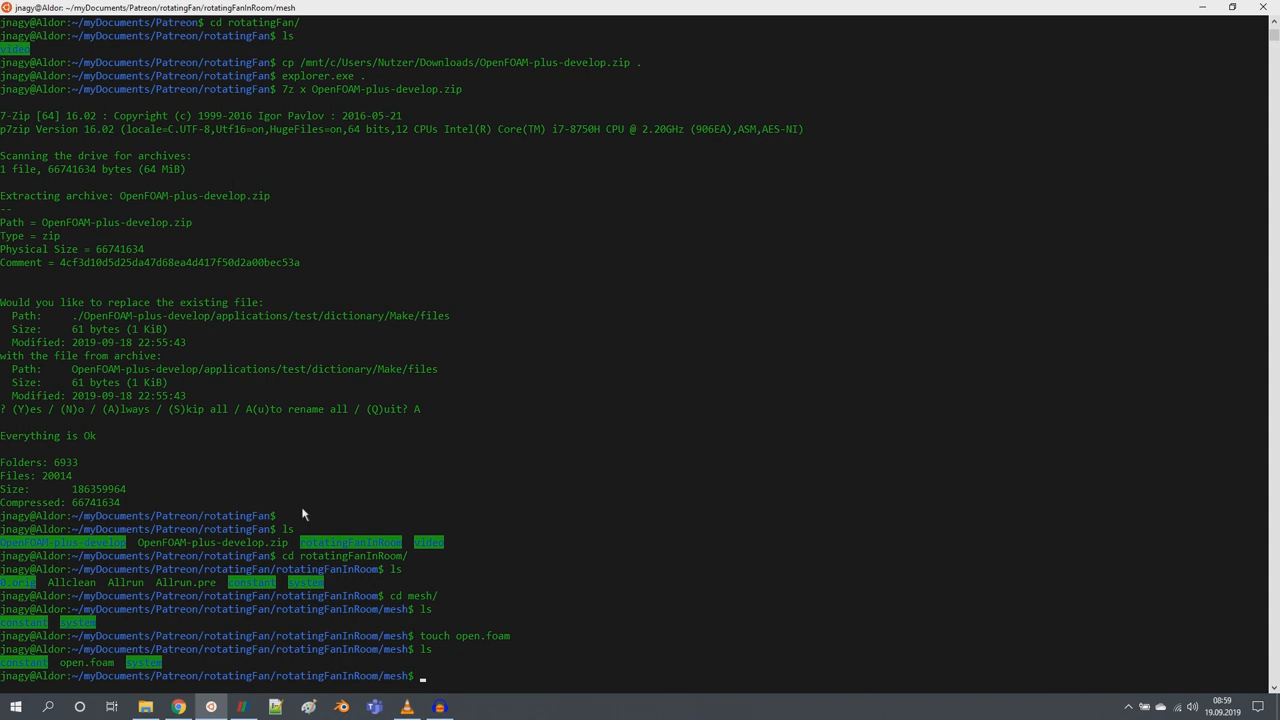 jnagy@Aldor: ~/myDocuments/Patreon/rotatingFan/rotatingFanInRoom/mesh
jnagy@Aldor:~/myDocuments/Patreon$ cd rotatingFan/
jnagy@Aldor:~/myDocuments/Patreon/rotatingFan$ ls
video
jnagy@Aldor:~/myDocuments/Patreon/rotatingFan$ cp /mnt/c/Users/Nutzer/Downloads/OpenFOAM-plus-develop.zip .
jnagy@Aldor:~/myDocuments/Patreon/rotatingFan$ explorer.exe .
jnagy@Aldor:~/myDocuments/Patreon/rotatingFan$ 7z x OpenFOAM-plus-develop.zip
7-Zip [64] 16.02 : Copyright (c) 1999-2016 Igor Pavlov : 2016-05-21
p7zip Version 16.02 (locale=C.UTF-8,Utf16=on,HugeFiles=on,64 bits,12 CPUs Intel(R) Core(TM) i7-8750H CPU @ 2.20GHz (906EA),ASM,AES-NI)
Scanning the drive for archives:
1 file, 66741634 bytes (64 MiB)
Extracting archive: OpenFOAM-plus-develop.zip
--
Path = OpenFOAM-plus-develop.zip
Type = zip
Physical Size = 66741634
Comment = 4cf3d10d5d25da47d68ea4d417f50d2a00bec53a
Would you like to replace the existing file:
Path: ./OpenFOAM-plus-develop/applications/test/dictionary/Make/files
Size: 61 bytes (1 KiB)
Modified: 2019-09-18 22:55:43
with the file from archive:
Path: OpenFOAM-plus-develop/applications/test/dictionary/Make/files
Size: 61 bytes (1 KiB)
Modified: 2019-09-18 22:55:43
? (Y)es / (N)o / (A)lways / (S)kip all / A(u)to rename all / (Q)uit? A
Everything is Ok
Folders: 6933
Files: 20014
Size: 186359964
Compressed: 66741634
jnagy@Aldor:~/myDocuments/Patreon/rotatingFan$
jnagy@Aldor:~/myDocuments/Patreon/rotatingFan$ ls
OpenFOAM-plus-develop OpenFOAM-plus-develop.zip rotatingFanInRoom video
jnagy@Aldor:~/myDocuments/Patreon/rotatingFan$ cd rotatingFanInRoom/
jnagy@Aldor:~/myDocuments/Patreon/rotatingFan/rotatingFanInRoom$ ls
0.orig Allclean Allrun Allrun.pre constant system
jnagy@Aldor:~/myDocuments/Patreon/rotatingFan/rotatingFanInRoom$ cd mesh/
jnagy@Aldor:~/myDocuments/Patreon/rotatingFan/rotatingFanInRoom/mesh$ ls
constant system
jnagy@Aldor:~/myDocuments/Patreon/rotatingFan/rotatingFanInRoom/mesh$ touch open.foam
jnagy@Aldor:~/myDocuments/Patreon/rotatingFan/rotatingFanInRoom/mesh$ ls
constant open.foam system
jnagy@Aldor:~/myDocuments/Patreon/rotatingFan/rotatingFanInRoom/mesh$
08:59
19.09.2019